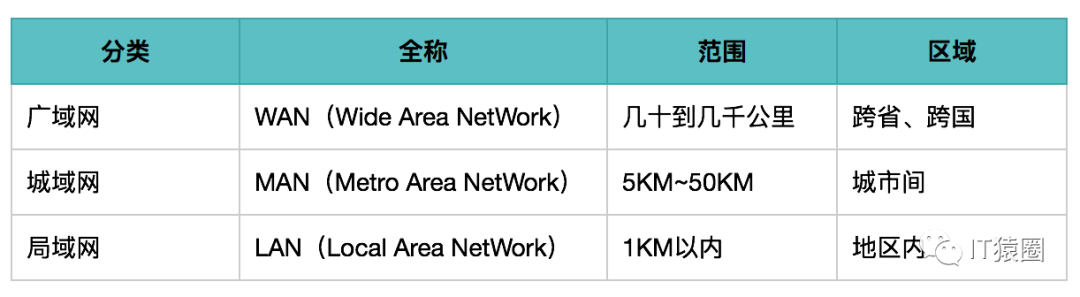 分类 全称 范围 区域
广域网 WAN（Wide Area NetWork） 几十到几千公里 跨省、跨国
城域网 MAN（Metro Area NetWork） 5KM~50KM 城市间
局域网 LAN（Local Area NetWork） 1KM以内 地区内
IT猿圈